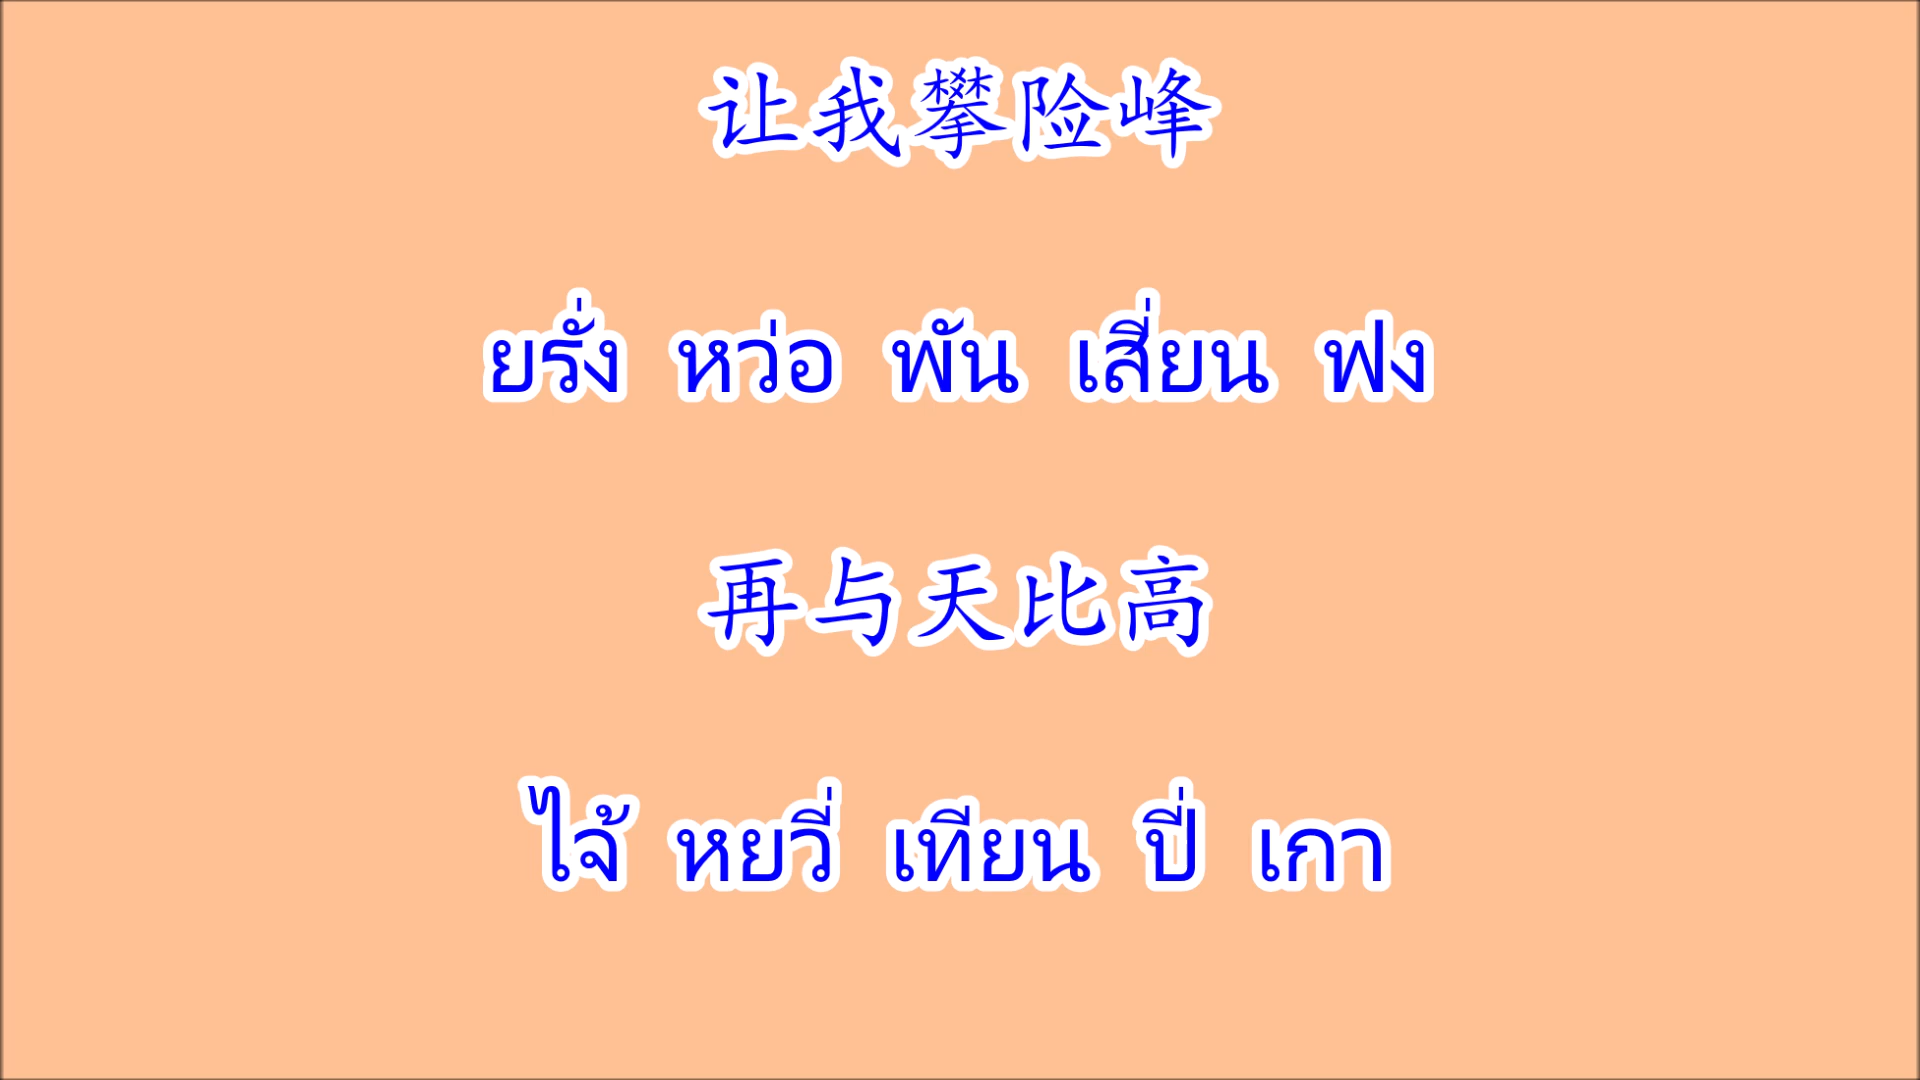 让我攀险峰
ยรั่ง หว่อ พัน เสี่ยน ฟง
再与天比高
ไจ้ หยวี่ เทียน ปี่ เกา